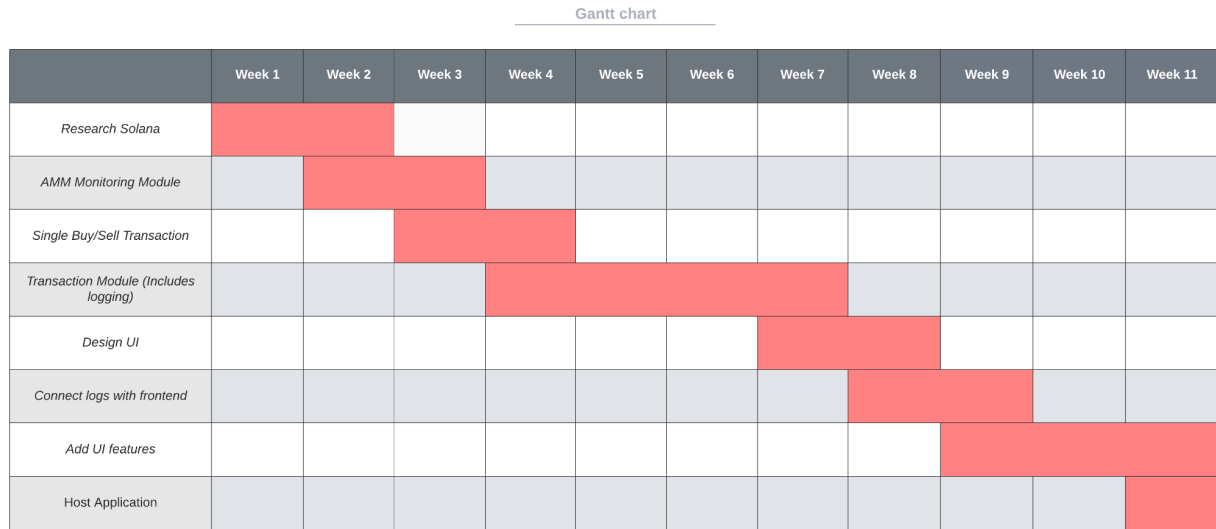 Gantt chart
Week 1
Week 2
Week 3
Week 4
Week 5
Week 6
Week 7
Week 8
Week 9
Week 10
Week 11
Research Solana
AMM Monitoring Module
Single Buy/Sell Transaction
Transaction Module (Includes
logging)
Design UI
Connect logs with frontend
Add UI features
Host Application